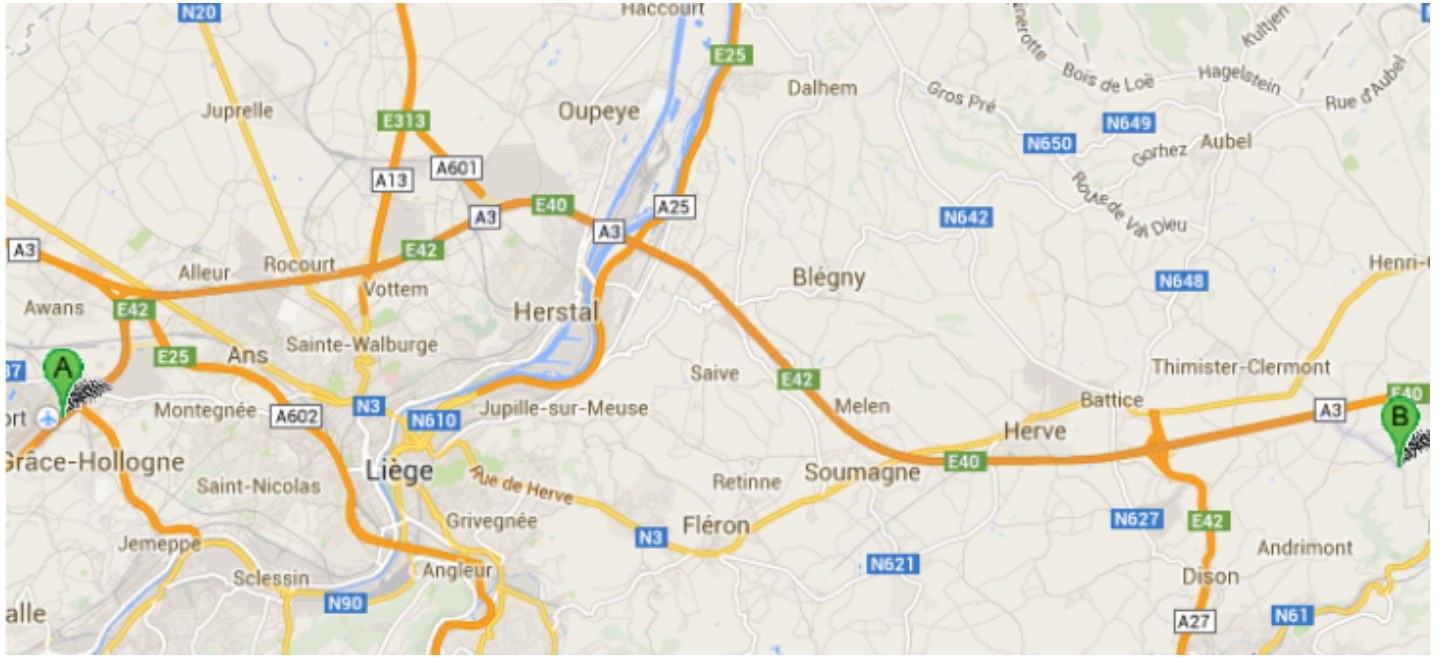 N20
Haccourt
Kultjen
E25
Bois de Loë
Hagelstein
Dalhem
Rue d'Aubel
Juprelle
Oupeye
Gros Pré
E313
N649
N650
Aubel
A601
Gorhez
A13
Route de Val Dieu
A3
E40
A25
N642
A3
A3
E42
Alleur
Rocourt
Blégny
Henri-C
N648
Vottem
Awans
E42
Herstal
Sainte-Walburge
E25
Ans
A
Saive
E42
Thimister-Clermont
E40
Montegnée
N3
Jupille-sur-Meuse
Melen
Battice
A3
A602
N610
B
ort
Herve
Grâce-Hollogne
Liège
Soumagne
E40
Rue de Herve
Retinne
Saint-Nicolas
Grivegnée
Fléron
N627
E42
N3
Jemeppe
Andrimont
N621
Sclessin
Angleur
Dison
alle
N90
A27
N61